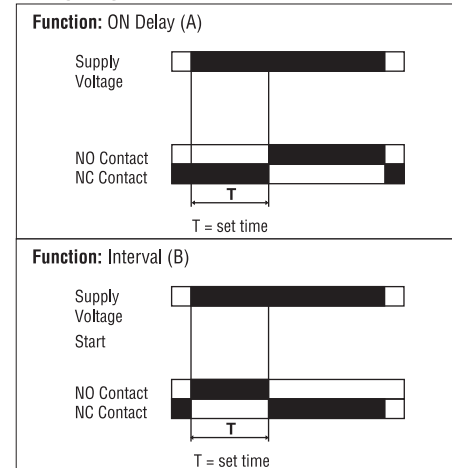 Function: ON Delay (A)
Supply
Voltage
NO Contact
NC Contact
T
T = set time
Function: Interval (B)
Supply
Voltage
Start
NO Contact
NC Contact
T
T = set time